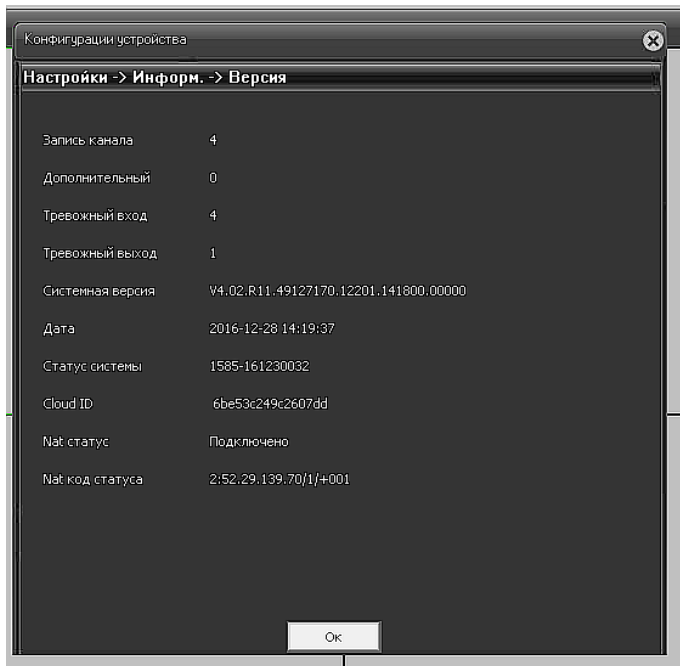 Конфигурации устройства
Настройки -> Информ. -> Версия
Запись канала 4
Дополнительный 0
Тревожный вход 4
Тревожный выход 1
Системная версия V4.02.R11.49127170.12201.141800.00000
Дата 2016-12-28 14:19:37
Статус системы 1585-161230032
Cloud ID 6be53c249c2607dd
Nat статус Подключено
Nat код статуса 2:52.29.139.70/1/+001
Ок